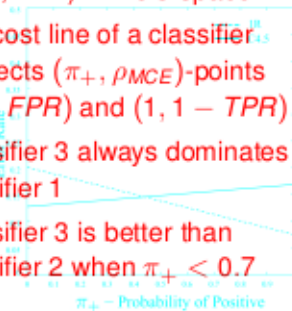 cost line of a classifier
ects (π₊, ρMCE)-points
FPR) and (1, 1 − TPR)
sifier 3 always dominates
ifier 1
sifier 3 is better than
ifier 2 when π₊ < 0.7
π₊ − Probability of Positive